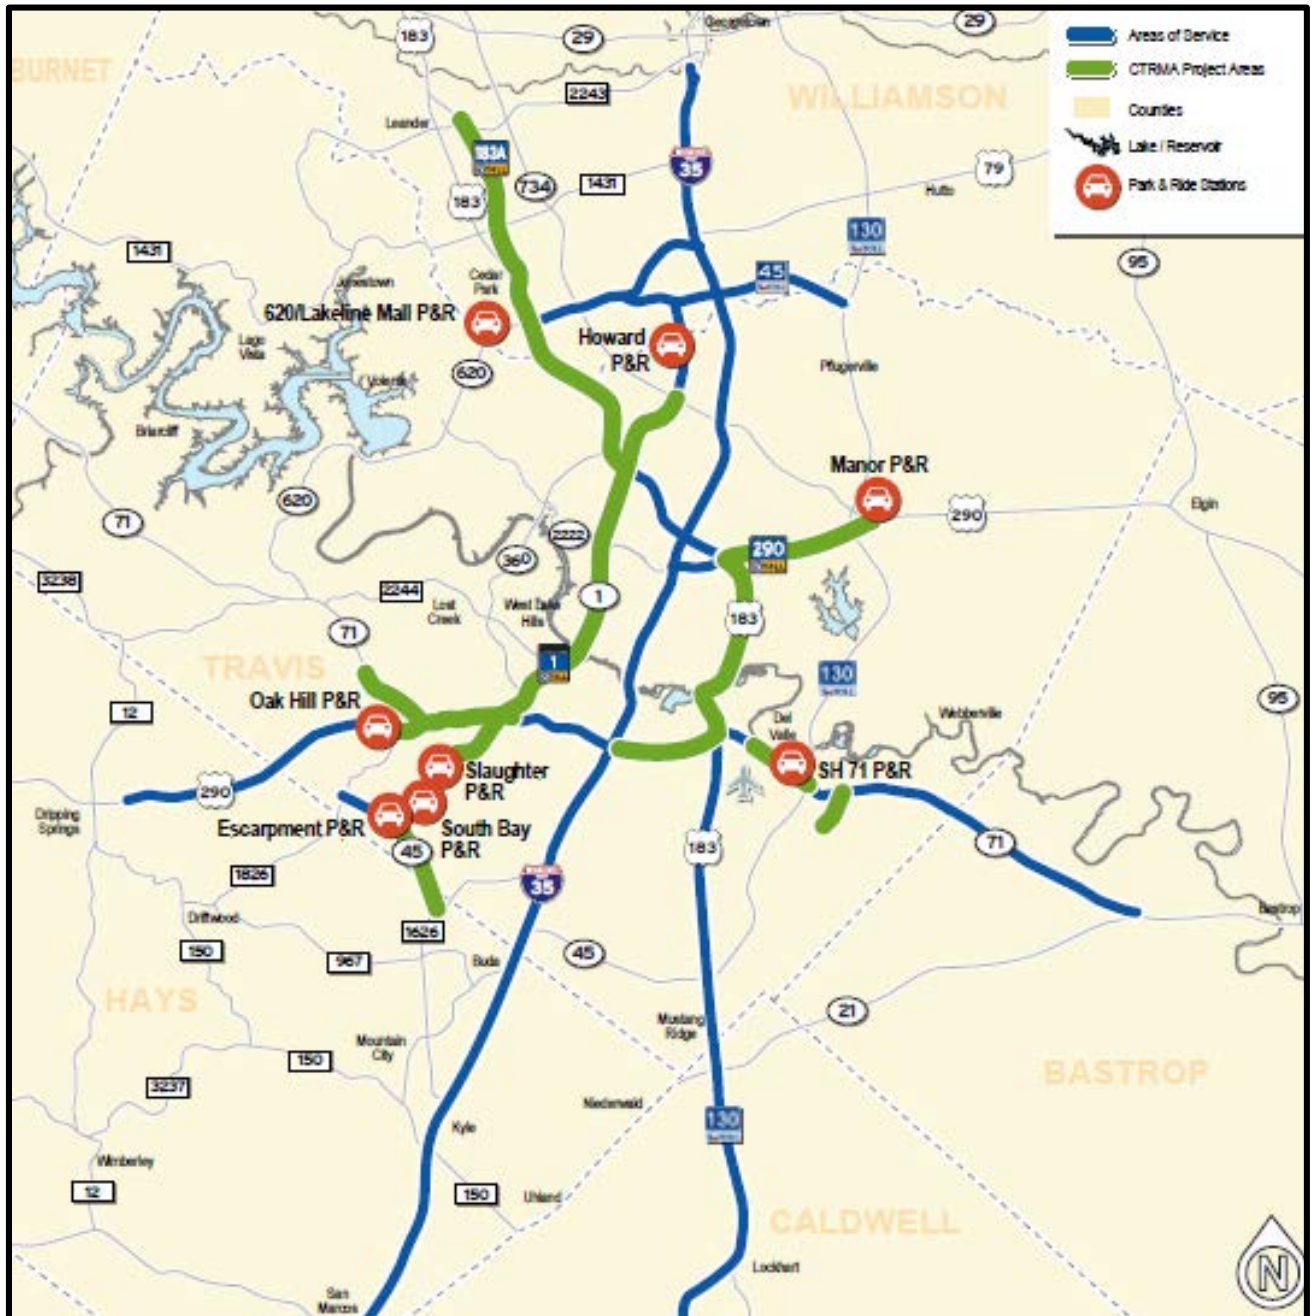 183
29
Georgetown
29
Areas of Service
CTRMA Project Areas
Counties
Lake / Reservoir
Park & Ride Stations
BURNET
2243
WILLIAMSON
Leander
183A
35
79
734
1431
183
Hutto
130
1431
45
95
Jonestown
Cedar
Park
620/Lakeline Mall P&R
Howard
P&R
Lago
Vista
620
Pflugerville
Volente
Briarcliff
Manor P&R
620
71
290
Elgin
2222
360
290
3238
2244
1
Lost
Creek
West Lake
Hills
183
71
1
TRAVIS
130
Oak Hill P&R
95
12
Webberville
Del
Valle
Slaughter
P&R
SH 71 P&R
290
Dripping
Springs
Escarpment P&R
South Bay
P&R
45
183
71
1826
35
Driftwood
1626
Bastrop
150
967
Buda
45
HAYS
21
Mustang
Ridge
Mountain
City
150
BASTROP
3237
Niederwald
130
Kyle
Wimberley
12
150
Uhland
CALDWELL
Lockhart
N
San
Marcos